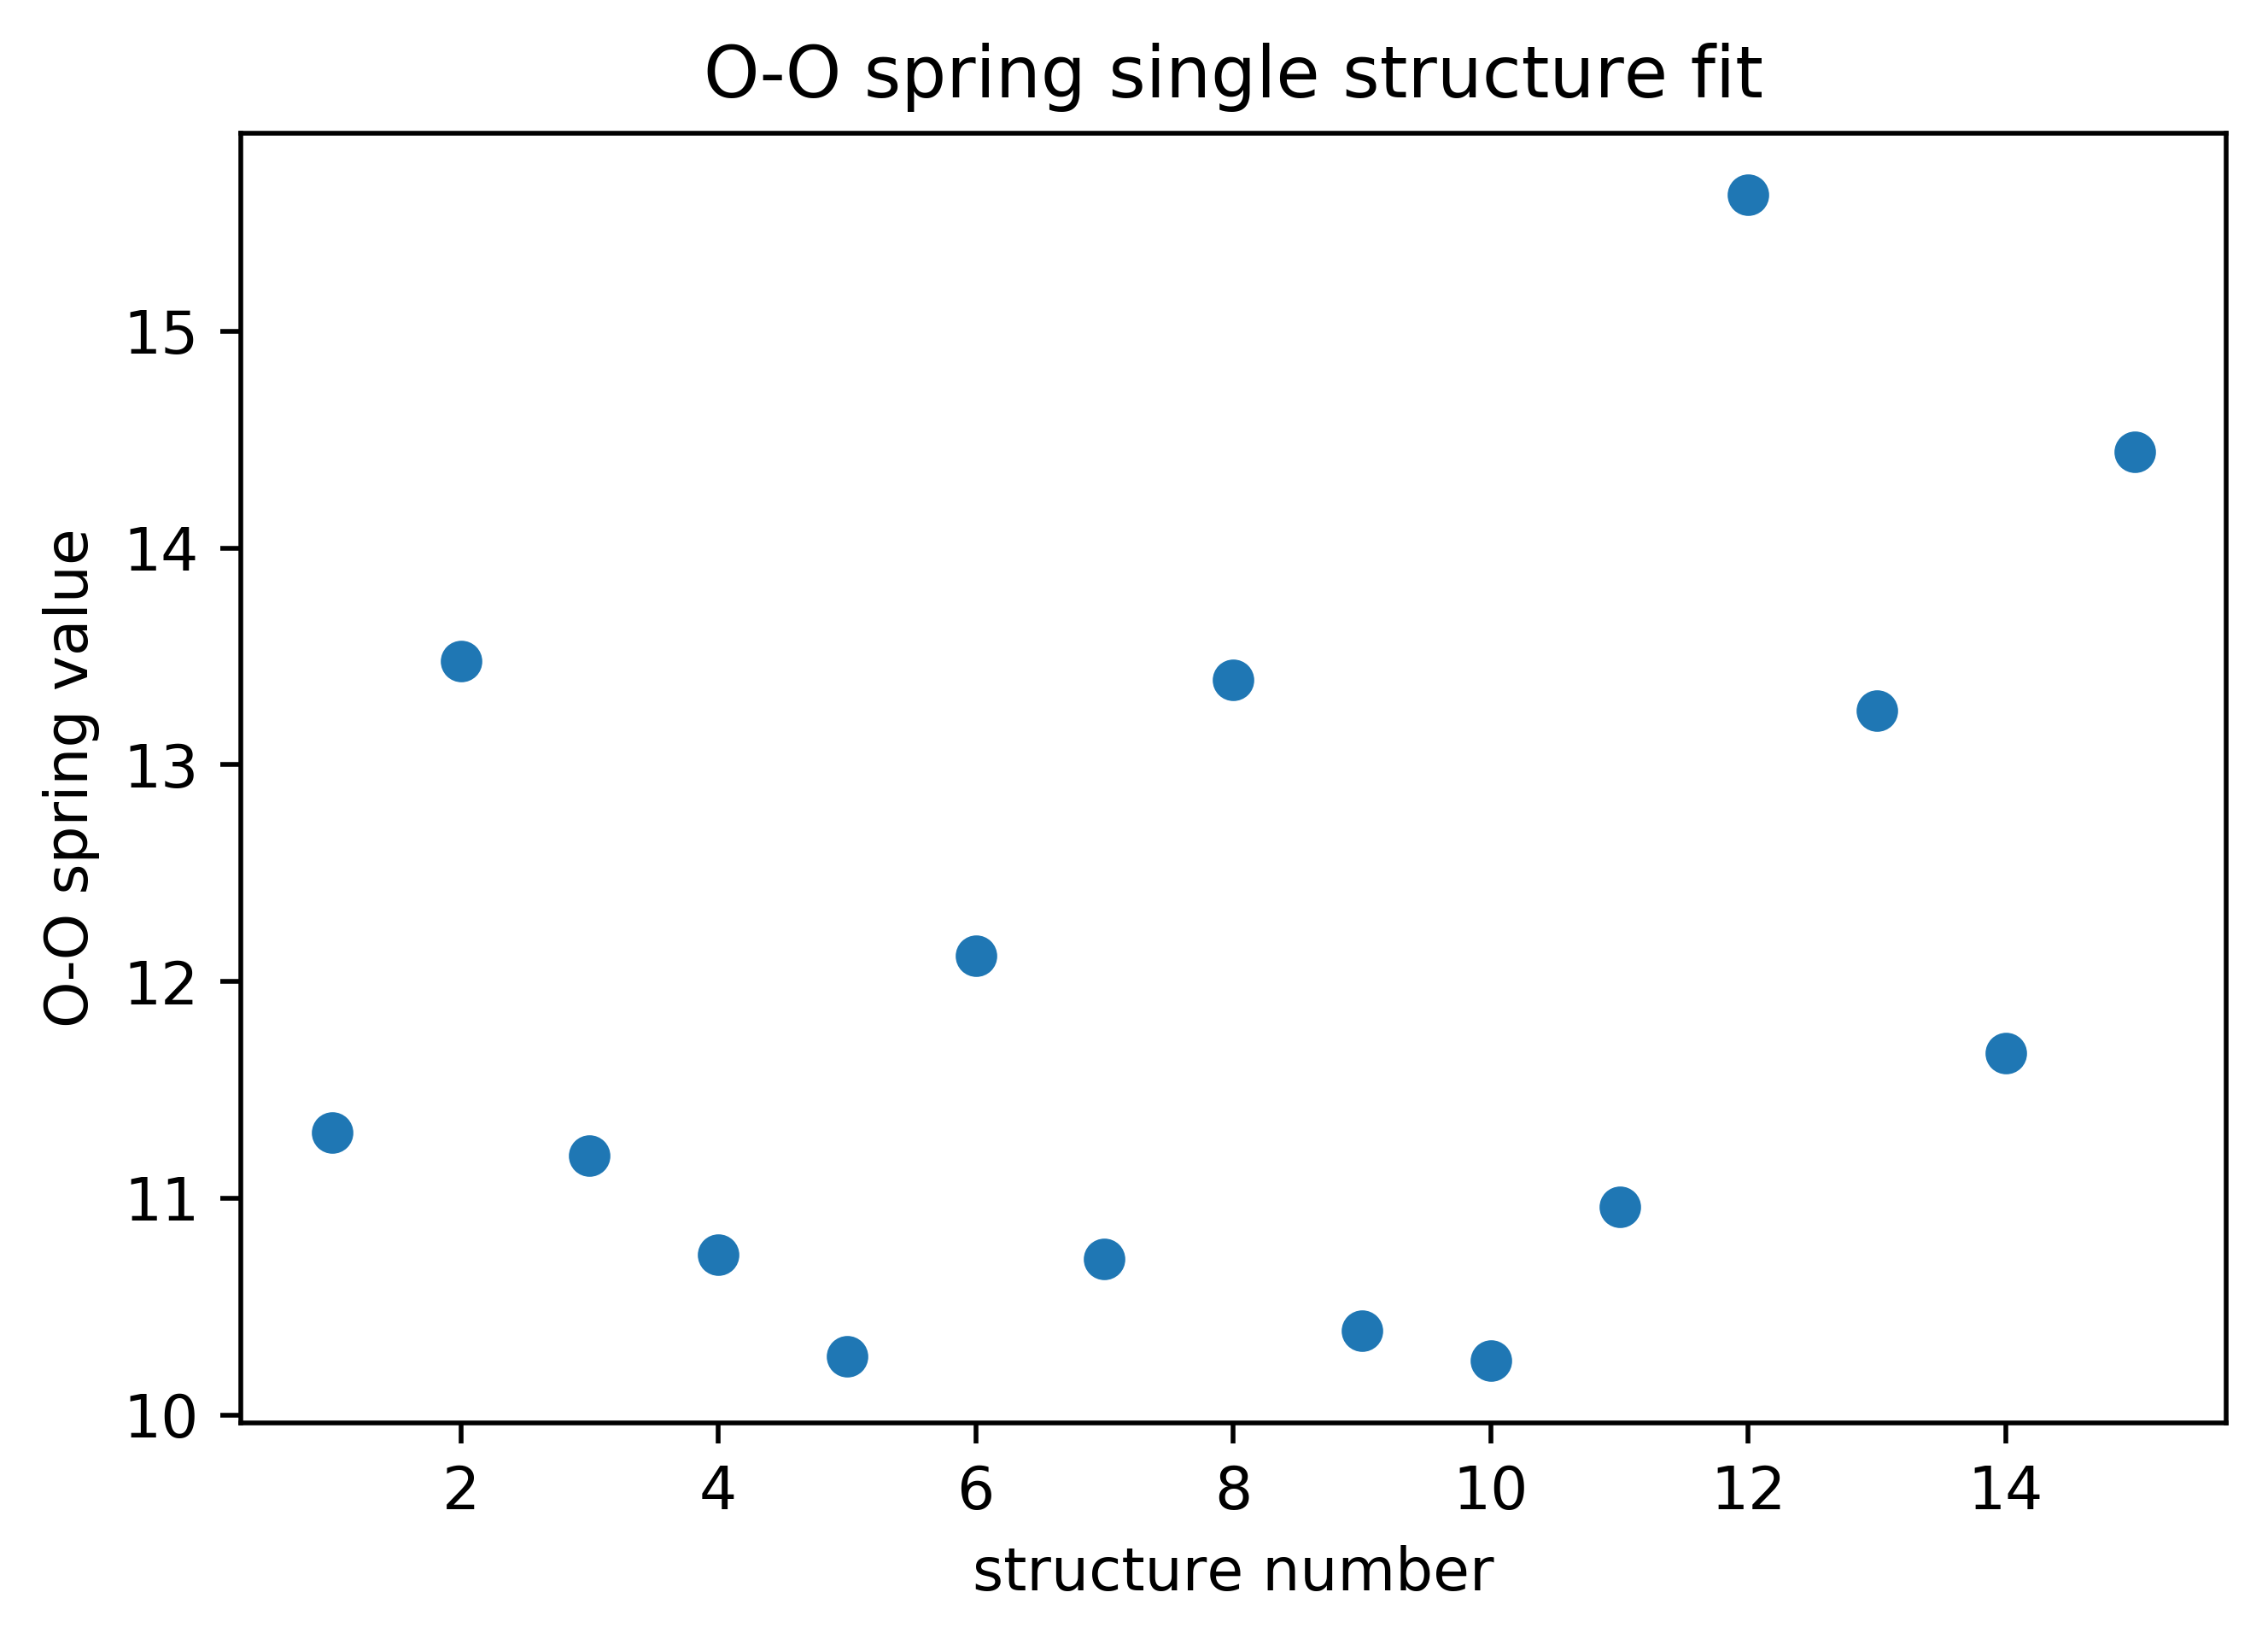 O-O spring single structure fit
O-O spring value
15
14
13
12
11
10
2 4 6 8 10 12 14
structure number